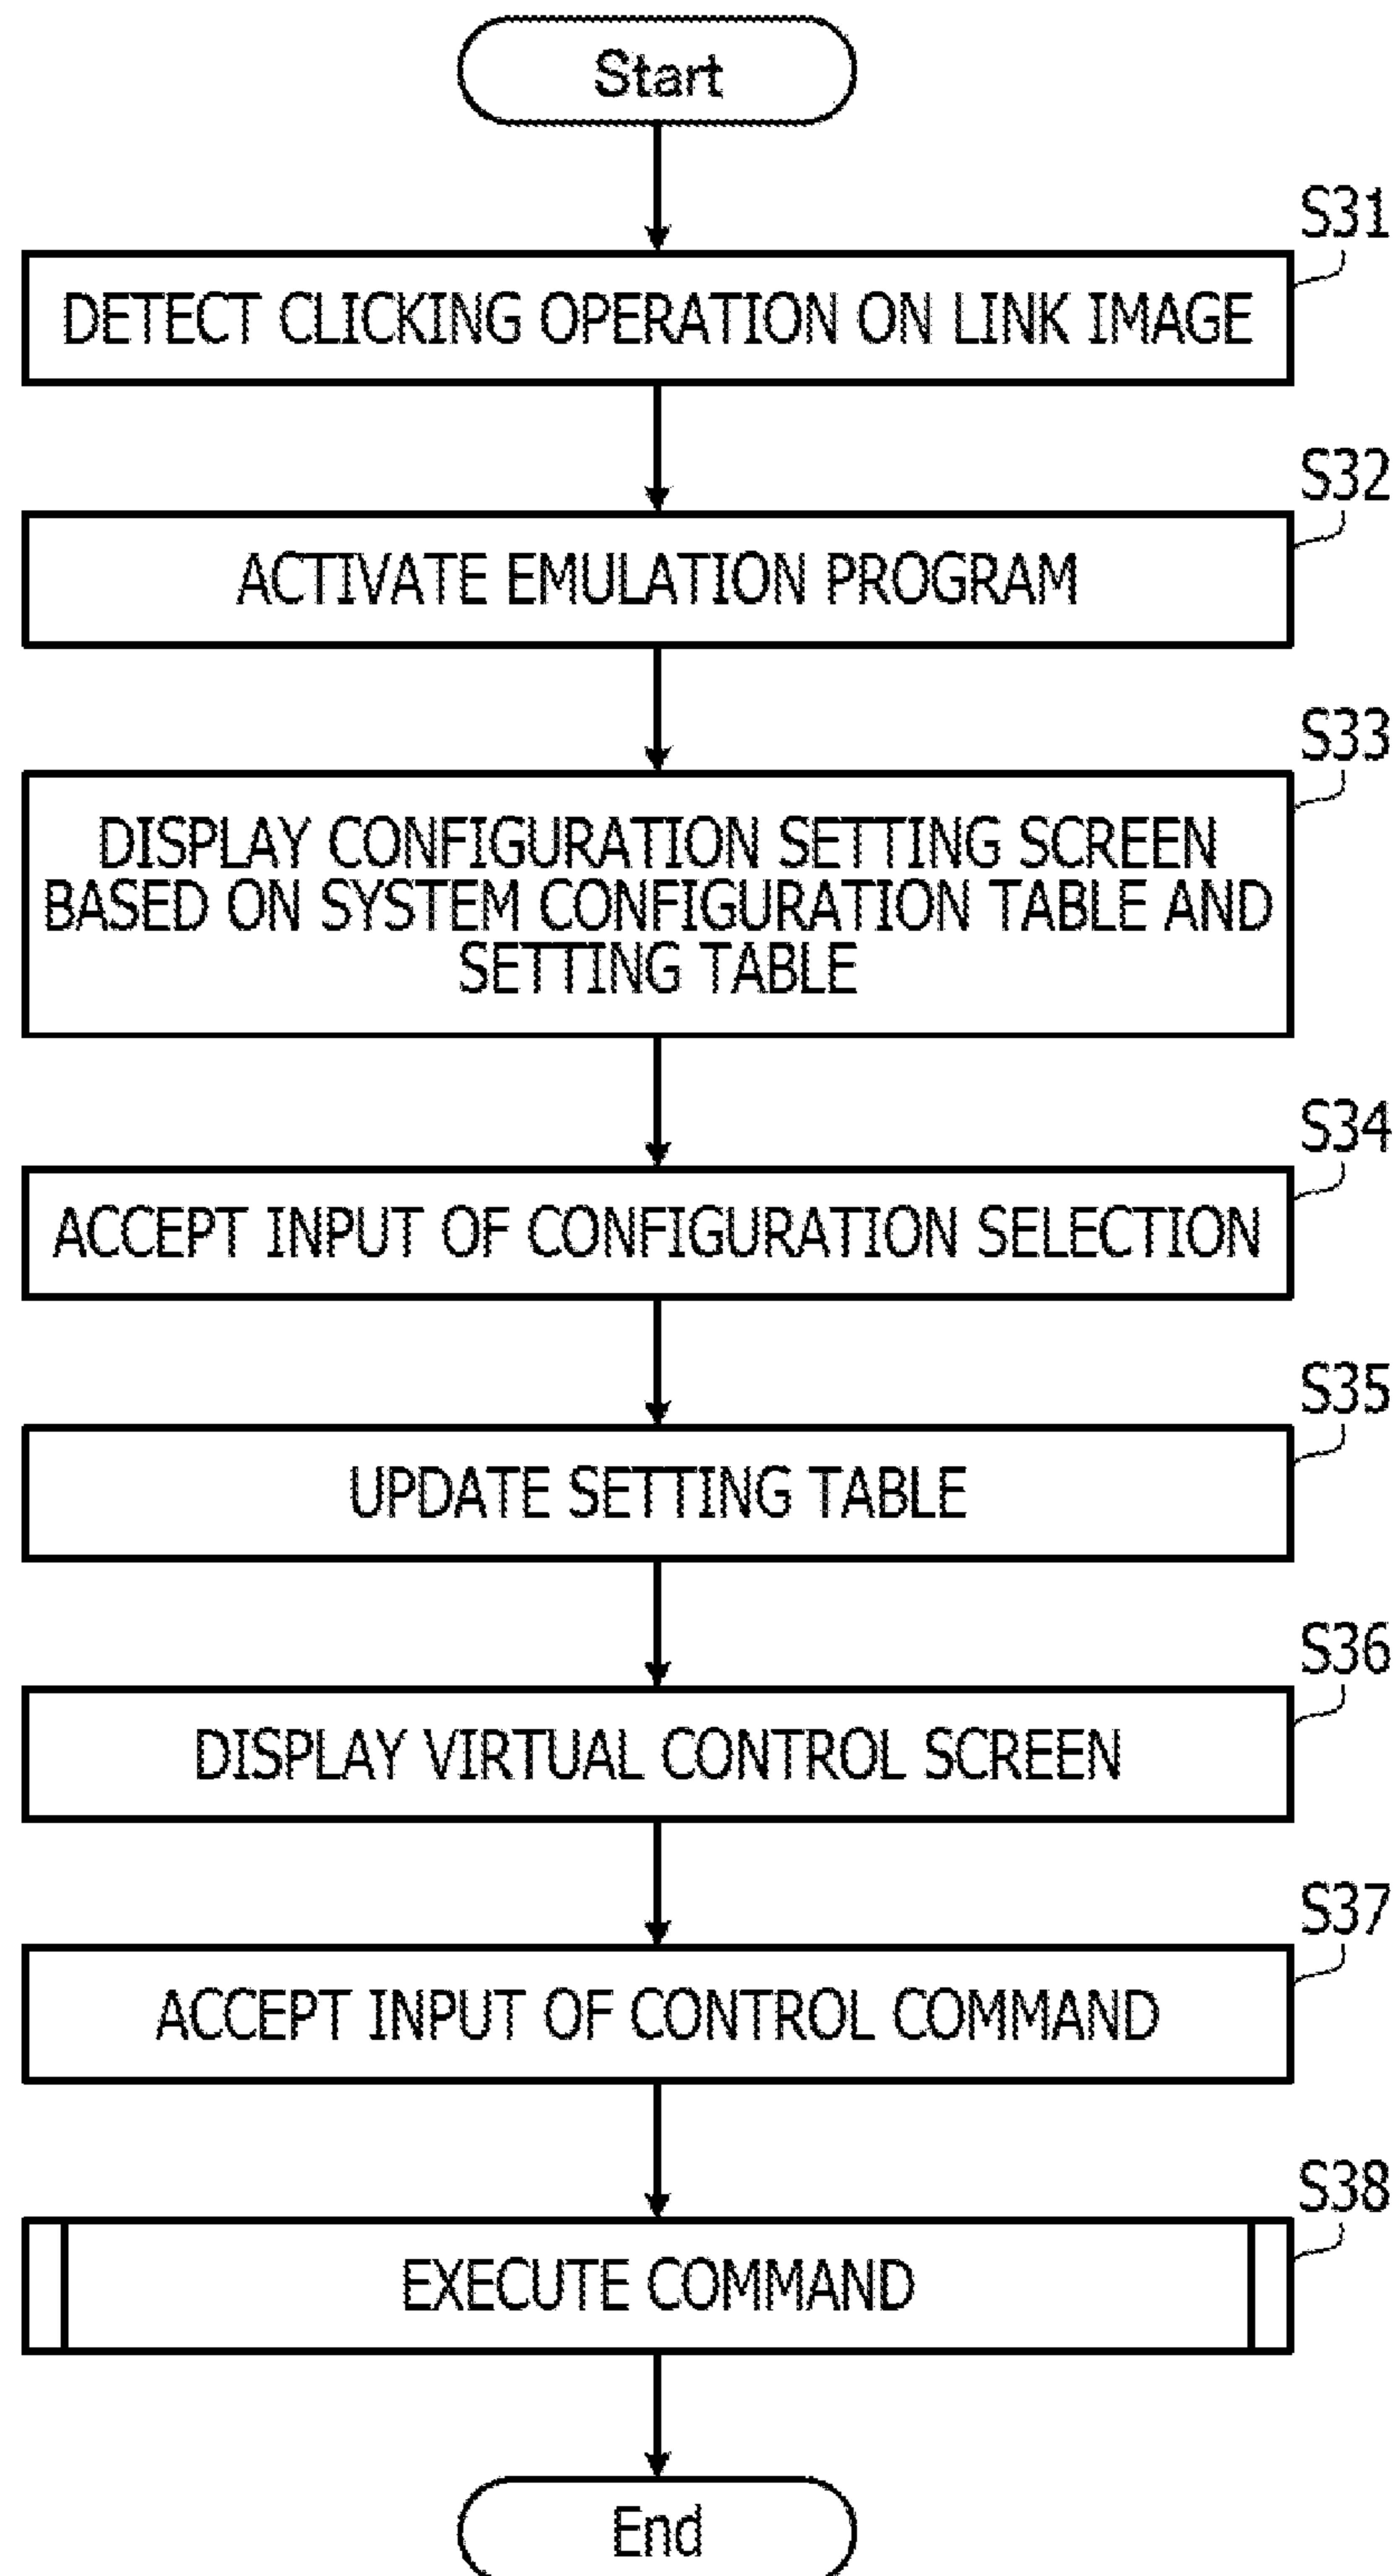 Start
S31
DETECT CLICKING OPERATION ON LINK IMAGE
S32
ACTIVATE EMULATION PROGRAM
S33
DISPLAY CONFIGURATION SETTING SCREEN
BASED ON SYSTEM CONFIGURATION TABLE AND
SETTING TABLE
S34
ACCEPT INPUT OF CONFIGURATION SELECTION
S35
UPDATE SETTING TABLE
S36
DISPLAY VIRTUAL CONTROL SCREEN
S37
ACCEPT INPUT OF CONTROL COMMAND
S38
EXECUTE COMMAND
End